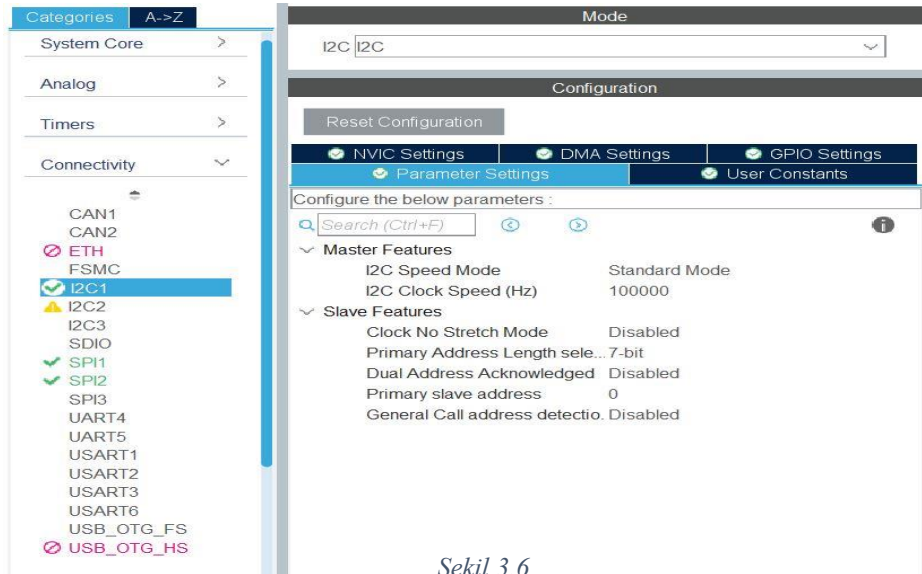 Categories A->Z
System Core
Analog
Timers
Connectivity
CAN1
CAN2
ETH
FSMC
I2C1
I2C2
I2C3
SDIO
SPI1
SPI2
SPI3
UART4
UART5
USART1
USART2
USART3
USART6
USB_OTG_FS
USB_OTG_HS
Mode
I2C I2C
Configuration
Reset Configuration
NVIC Settings DMA Settings GPIO Settings
Parameter Settings User Constants
Configure the below parameters :
Search (Ctrl+F)
Master Features
I2C Speed Mode Standard Mode
I2C Clock Speed (Hz) 100000
Slave Features
Clock No Stretch Mode Disabled
Primary Address Length sele... 7-bit
Dual Address Acknowledged Disabled
Primary slave address 0
General Call address detectio. Disabled
Şekil 3.6